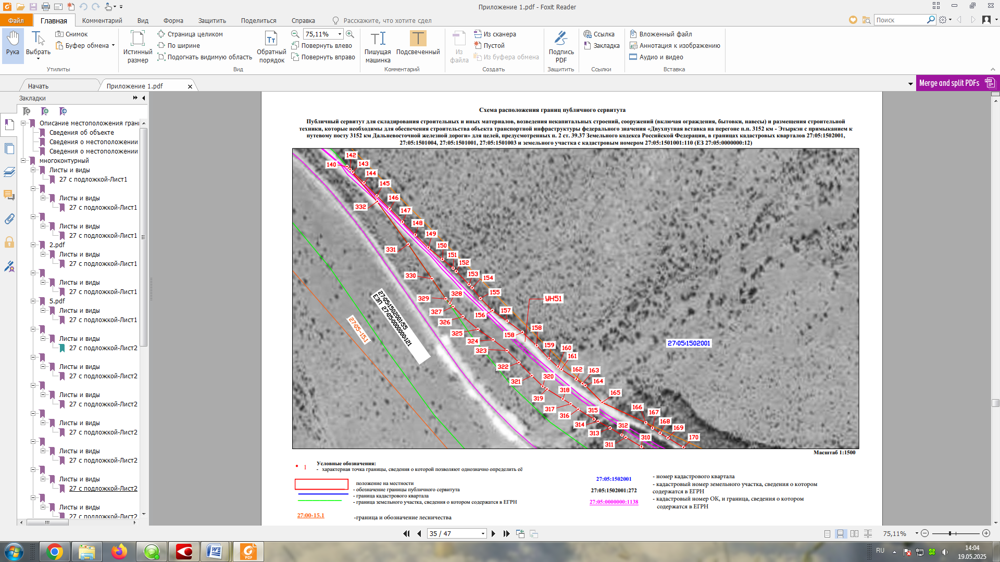 Приложение 1.pdf - Foxit Reader
Файл
Главная
Комментарий
Вид
Форма
Защитить
Поделиться
Справка
Расскажите, что хотите сделать
Поиск
Рука
Выбрать
Снимок
Буфер обмена
Утилиты
Истинный размер
Страница целиком
По ширине
Подогнать видимую область
Обратный порядок
75,11%
Повернуть влево
Повернуть вправо
Вид
Пишущая машинка
Подсвеченный
Комментарий
Из файла
Из сканера
Пустой
Из буфера обмена
Создать
Подпись PDF
Защитить
Ссылка
Закладка
Ссылки
Вложенный файл
Аннотация к изображению
Аудио и видео
Вставка
Начать
Приложение 1.pdf
Merge and split PDFs
Закладки
Описание местоположения грани
Сведения об объекте
Сведения о местоположении
Сведения о местоположении
многоконтурный
Листы и виды
27 с подложкой-Лист1
Листы и виды
27 с подложкой-Лист1
Листы и виды
27 с подложкой-Лист1
2.pdf
Листы и виды
27 с подложкой-Лист1
Листы и виды
27 с подложкой-Лист1
5.pdf
Листы и виды
27 с подложкой-Лист1
Листы и виды
27 с подложкой-Лист2
Листы и виды
27 с подложкой-Лист2
Листы и виды
27 с подложкой-Лист2
Листы и виды
27 с подложкой-Лист2
Листы и виды
27 с подложкой-Лист2
Листы и виды
27 с подложкой-Лист2
Листы и виды
27 с подложкой-Лист2
Схема расположения границ публичного сервитута
Публичный сервитут для складирования строительных и иных материалов, возведения некапитальных строений, сооружений (включая ограждения, бытовки, навесы) и размещения строительной
техники, которые необходимы для обеспечения строительства объекта транспортной инфраструктуры федерального значения «Двухпутная вставка на перегоне п.п. 3152 км - Этыркэн с примыканием к
путевому посту 3152 км Дальневосточной железной дороги» для целей, предусмотренных п. 2 ст. 39.37 Земельного кодекса Российской Федерации, в границах кадастровых кварталов 27:05:1502001,
27:05:1501004, 27:05:1501001, 27:05:1501003 и земельного участка с кадастровым номером 27:05:1501001:110 (ЕЗ 27:05:0000000:12)
142
140
143
144
145
146
332
147
148
149
331
150
151
152
330
153
154
155
328
329
УН51
327
156
157
326
158
325
158
324
159
160
323
161
322
162
163
320
321
164
318
165
319
317
315
166
316
167
314
312
168
313
169
310
170
311
27:05:1502001:55
ЕЗП 27:05:0000000:121
27:05-15.1
27:05:1502001
Масштаб 1:1500
Условные обозначения:
1
- характерная точка границы, сведения о которой позволяют однозначно определить её
положение на местности
- обозначение границы публичного сервитута
- граница кадастрового квартала
- граница земельного участка, сведения о котором содержатся в ЕГРН
27:00-15.1
-граница и обозначение лесничества
27:05:1502001
- номер кадастрового квартала
27:05:1502001:272
- кадастровый номер земельного участка, сведения о котором
содержатся в ЕГРН
27:05:0000000:1138
- кадастровый номер ОК, и граница, сведения о котором
содержатся в ЕГРН
35 / 47
75,11%
RU
14:04
19.05.2025